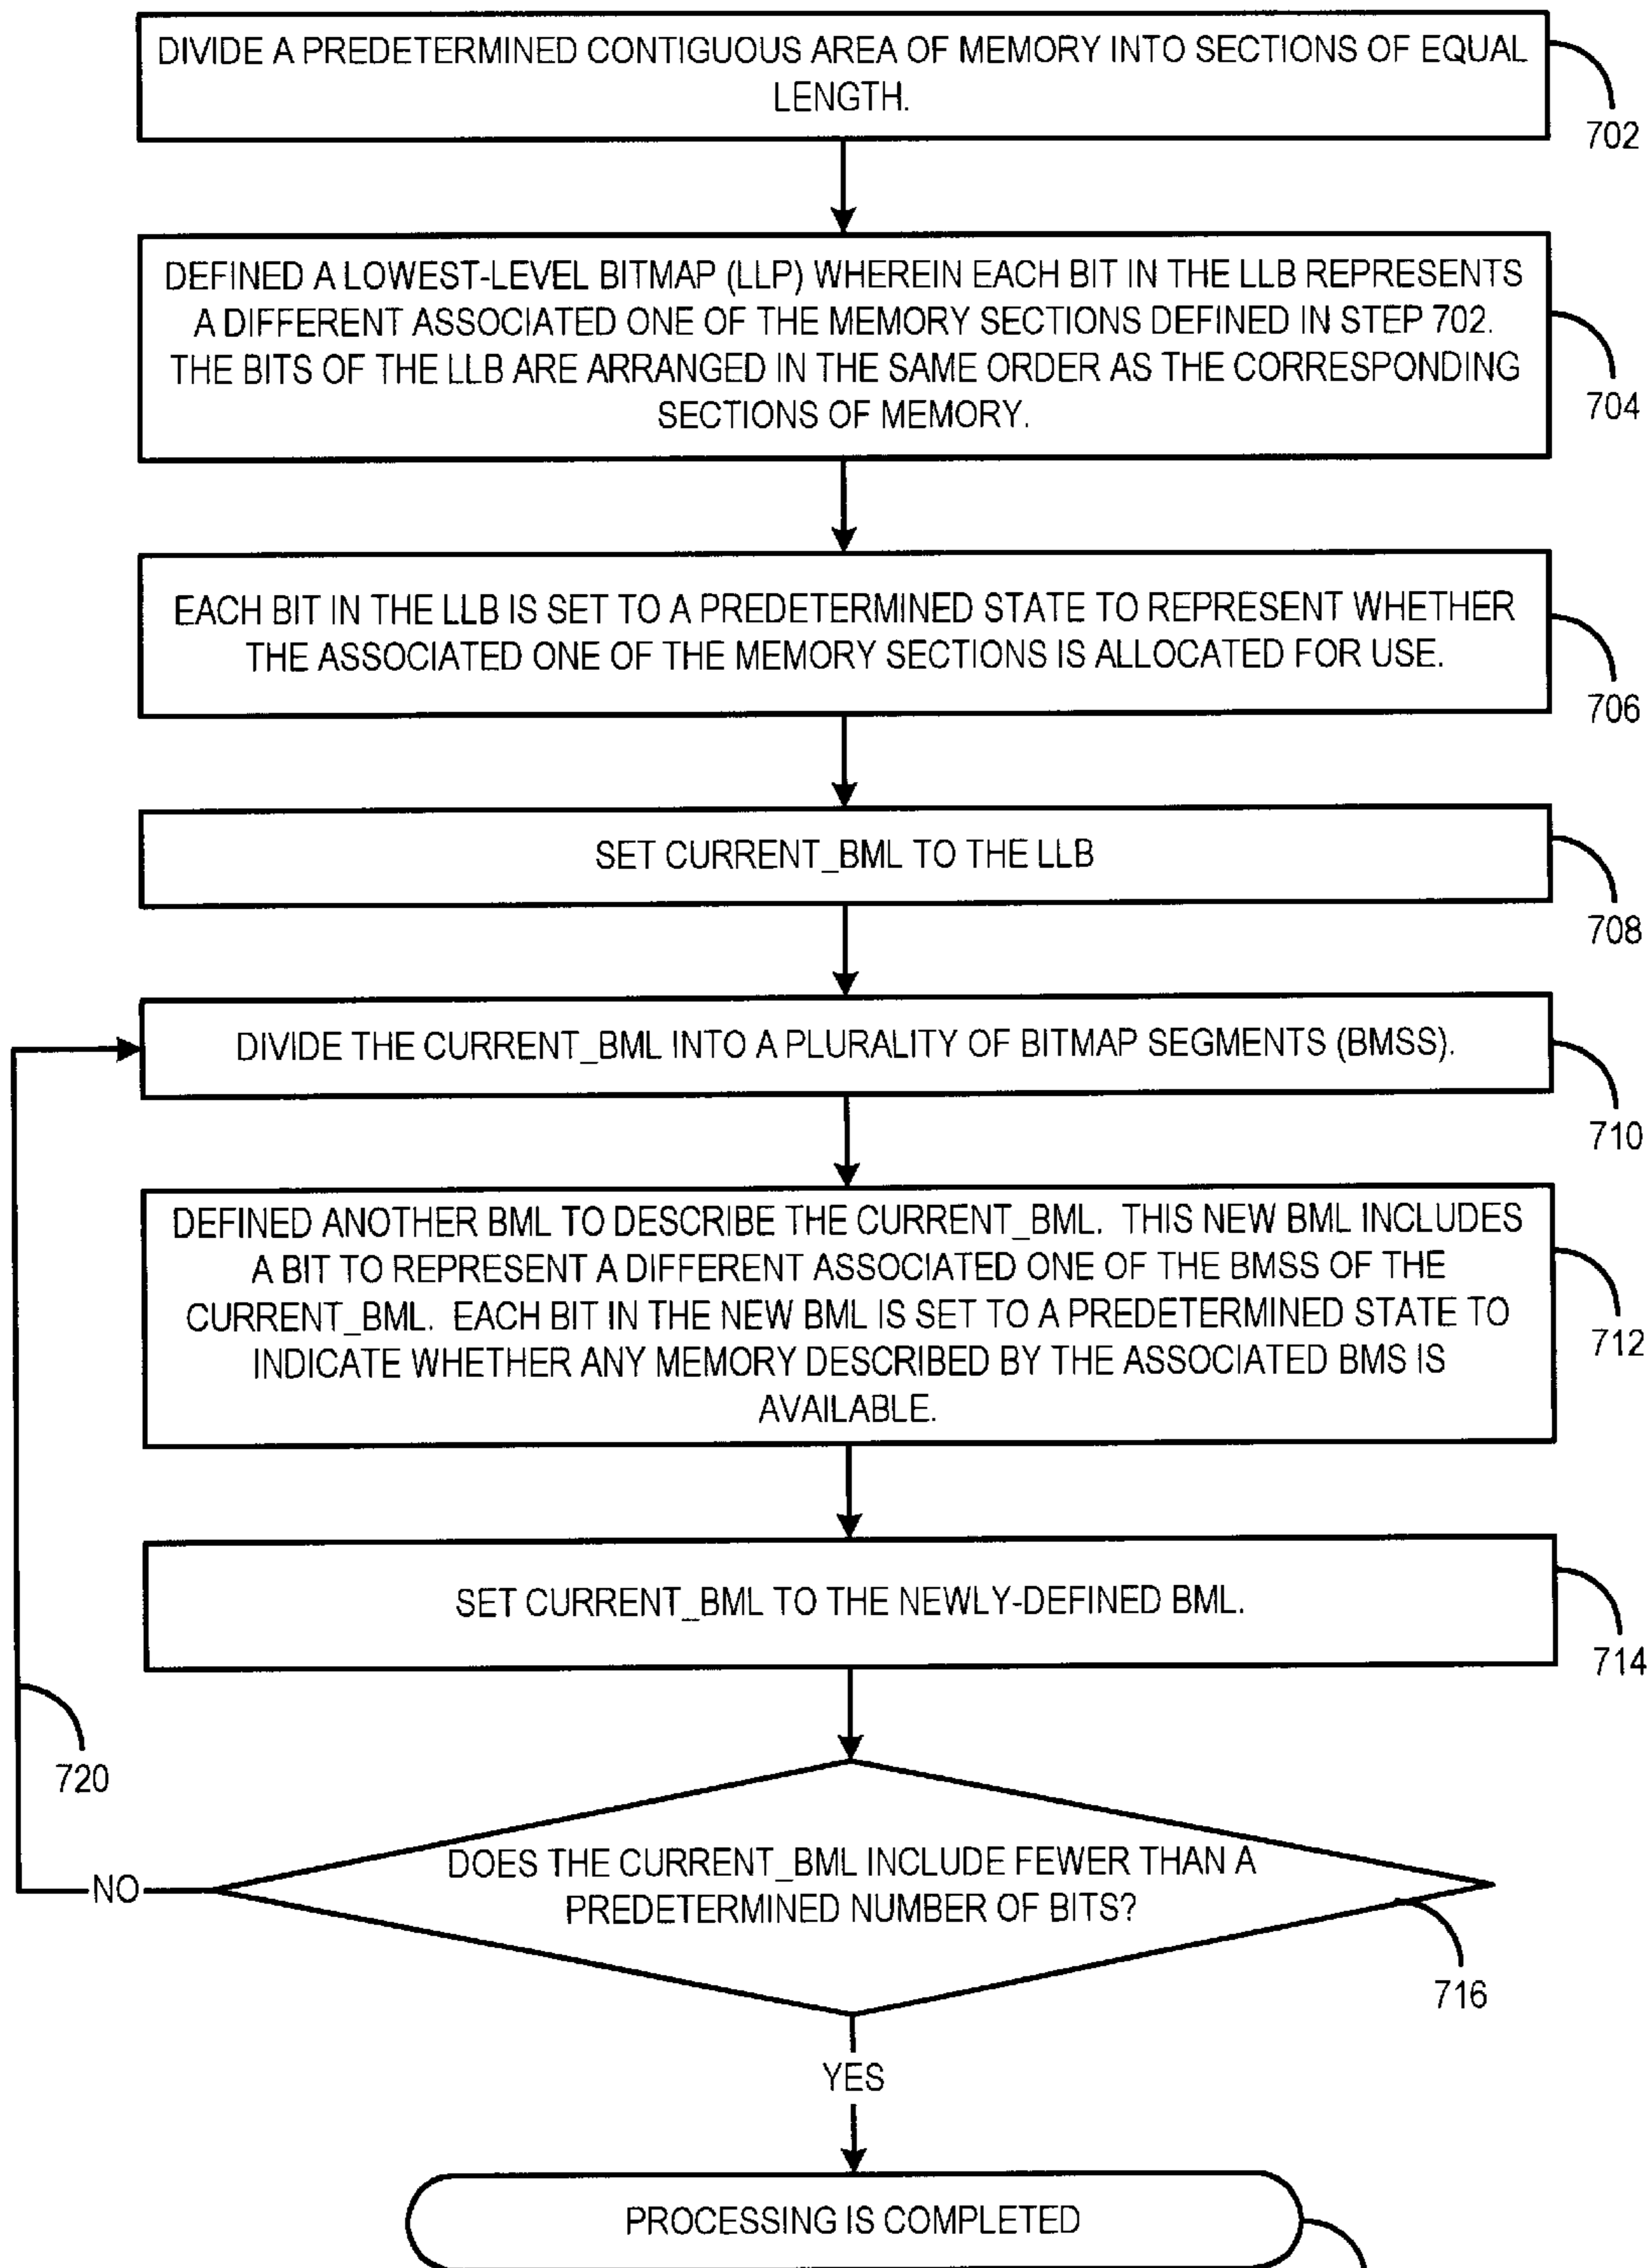 DIVIDE A PREDETERMINED CONTIGUOUS AREA OF MEMORY INTO SECTIONS OF EQUAL
LENGTH.
702
DEFINED A LOWEST-LEVEL BITMAP (LLP) WHEREIN EACH BIT IN THE LLB REPRESENTS
A DIFFERENT ASSOCIATED ONE OF THE MEMORY SECTIONS DEFINED IN STEP 702.
THE BITS OF THE LLB ARE ARRANGED IN THE SAME ORDER AS THE CORRESPONDING
SECTIONS OF MEMORY.
704
EACH BIT IN THE LLB IS SET TO A PREDETERMINED STATE TO REPRESENT WHETHER
THE ASSOCIATED ONE OF THE MEMORY SECTIONS IS ALLOCATED FOR USE.
706
SET CURRENT_BML TO THE LLB
708
DIVIDE THE CURRENT_BML INTO A PLURALITY OF BITMAP SEGMENTS (BMSS).
710
DEFINED ANOTHER BML TO DESCRIBE THE CURRENT_BML. THIS NEW BML INCLUDES
A BIT TO REPRESENT A DIFFERENT ASSOCIATED ONE OF THE BMSS OF THE
CURRENT_BML. EACH BIT IN THE NEW BML IS SET TO A PREDETERMINED STATE TO
INDICATE WHETHER ANY MEMORY DESCRIBED BY THE ASSOCIATED BMS IS
AVAILABLE.
712
SET CURRENT_BML TO THE NEWLY-DEFINED BML.
714
720
DOES THE CURRENT_BML INCLUDE FEWER THAN A
PREDETERMINED NUMBER OF BITS?
NO
716
YES
PROCESSING IS COMPLETED